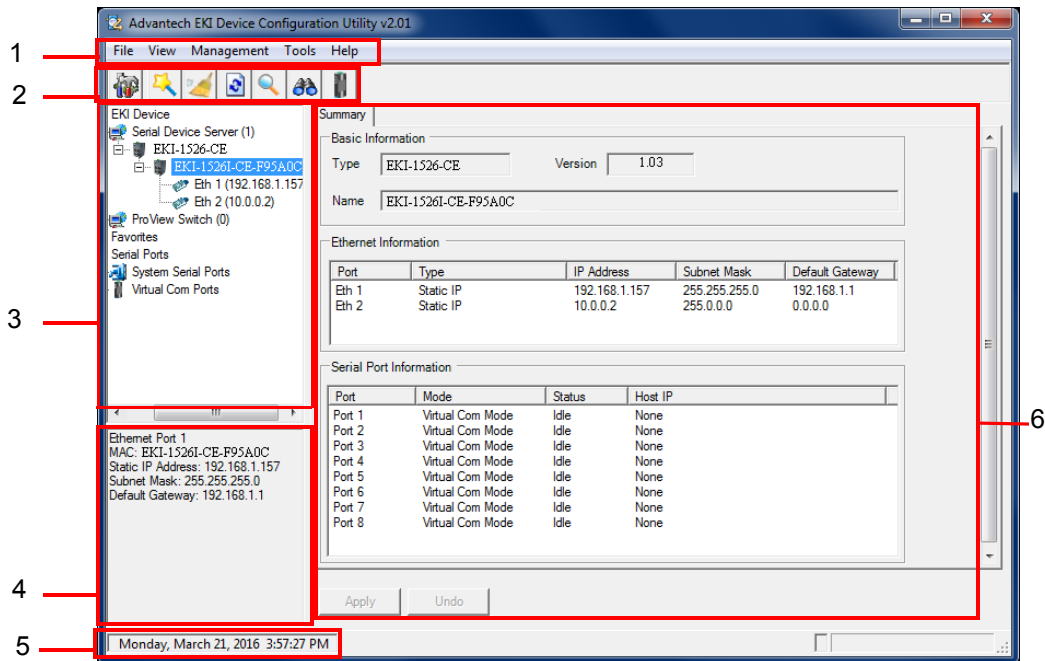 Advantech EKI Device Configuration Utility v2.01
1
File View Management Tools Help
2
EKI Device
Serial Device Server (1)
EKI-1526-CE
EKI-1526I-CE-F95A0C
Eth 1 (192.168.1.157
Eth 2 (10.0.0.2)
ProView Switch (0)
Favorites
Serial Ports
System Serial Ports
Virtual Com Ports
3
Ethernet Port 1
MAC: EKI-1526I-CE-F95A0C
Static IP Address: 192.168.1.157
Subnet Mask: 255.255.255.0
Default Gateway: 192.168.1.1
4
Summary
Basic Information
Type EKI-1526-CE Version 1.03
Name EKI-1526I-CE-F95A0C
Ethernet Information
Port Type IP Address Subnet Mask Default Gateway
Eth 1 Static IP 192.168.1.157 255.255.255.0 192.168.1.1
Eth 2 Static IP 10.0.0.2 255.0.0.0 0.0.0.0
Serial Port Information
Port Mode Status Host IP
Port 1 Virtual Com Mode Idle None
Port 2 Virtual Com Mode Idle None
Port 3 Virtual Com Mode Idle None
Port 4 Virtual Com Mode Idle None
Port 5 Virtual Com Mode Idle None
Port 6 Virtual Com Mode Idle None
Port 7 Virtual Com Mode Idle None
Port 8 Virtual Com Mode Idle None
6
Apply Undo
5
Monday, March 21, 2016 3:57:27 PM